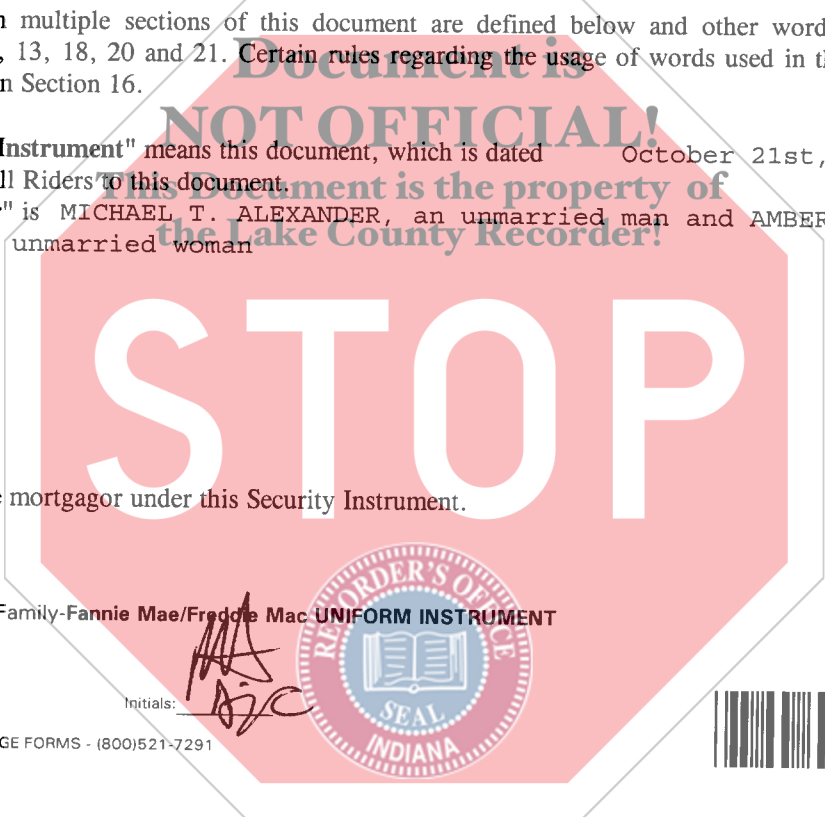 multiple sections of this document are defined below and other word
, 13, 18, 20 and 21. Certain rules regarding the usage of words used in th
n Section 16.
Document is
NOT OFFICIAL!
Instrument" means this document, which is dated October 21st,
ll Riders to this document.
This Document is the property of
" is MICHAEL T. ALEXANDER, an unmarried man and AMBER
the Lake County Recorder!
unmarried woman
STOP
mortgagor under this Security Instrument.
Family-Fannie Mae/Freddie Mac UNIFORM INSTRUMENT
RECORDER'S OFFICE
SEAL
INDIANA
Initials:
GE FORMS - (800)521-7291